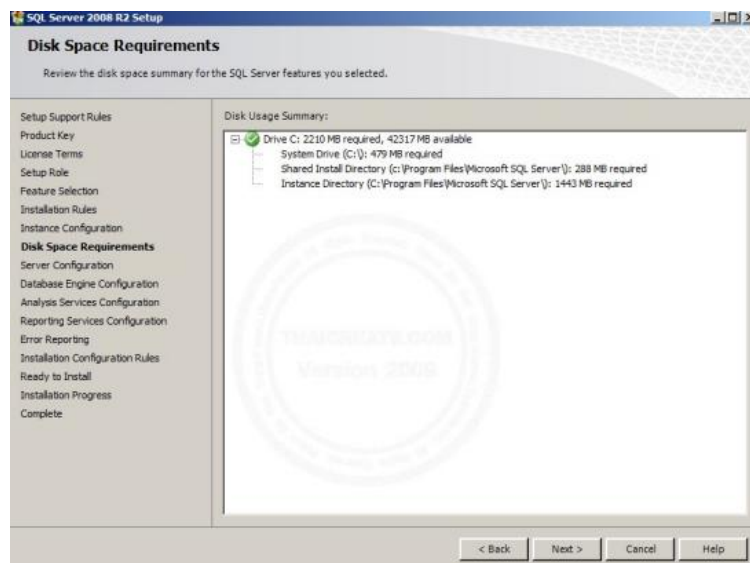 SQL Server 2008 R2 Setup
Disk Space Requirements
Review the disk space summary for the SQL Server features you selected.
Setup Support Rules
Product Key
License Terms
Setup Role
Feature Selection
Installation Rules
Instance Configuration
Disk Space Requirements
Server Configuration
Database Engine Configuration
Analysis Services Configuration
Reporting Services Configuration
Error Reporting
Installation Configuration Rules
Ready to Install
Installation Progress
Complete
Disk Usage Summary:
Drive C: 2210 MB required, 42317 MB available
System Drive (C:\): 479 MB required
Shared Install Directory (c:\Program Files\Microsoft SQL Server\): 288 MB required
Instance Directory (C:\Program Files\Microsoft SQL Server\): 1443 MB required
THAICREATE.COM
Version 2009
< Back
Next >
Cancel
Help